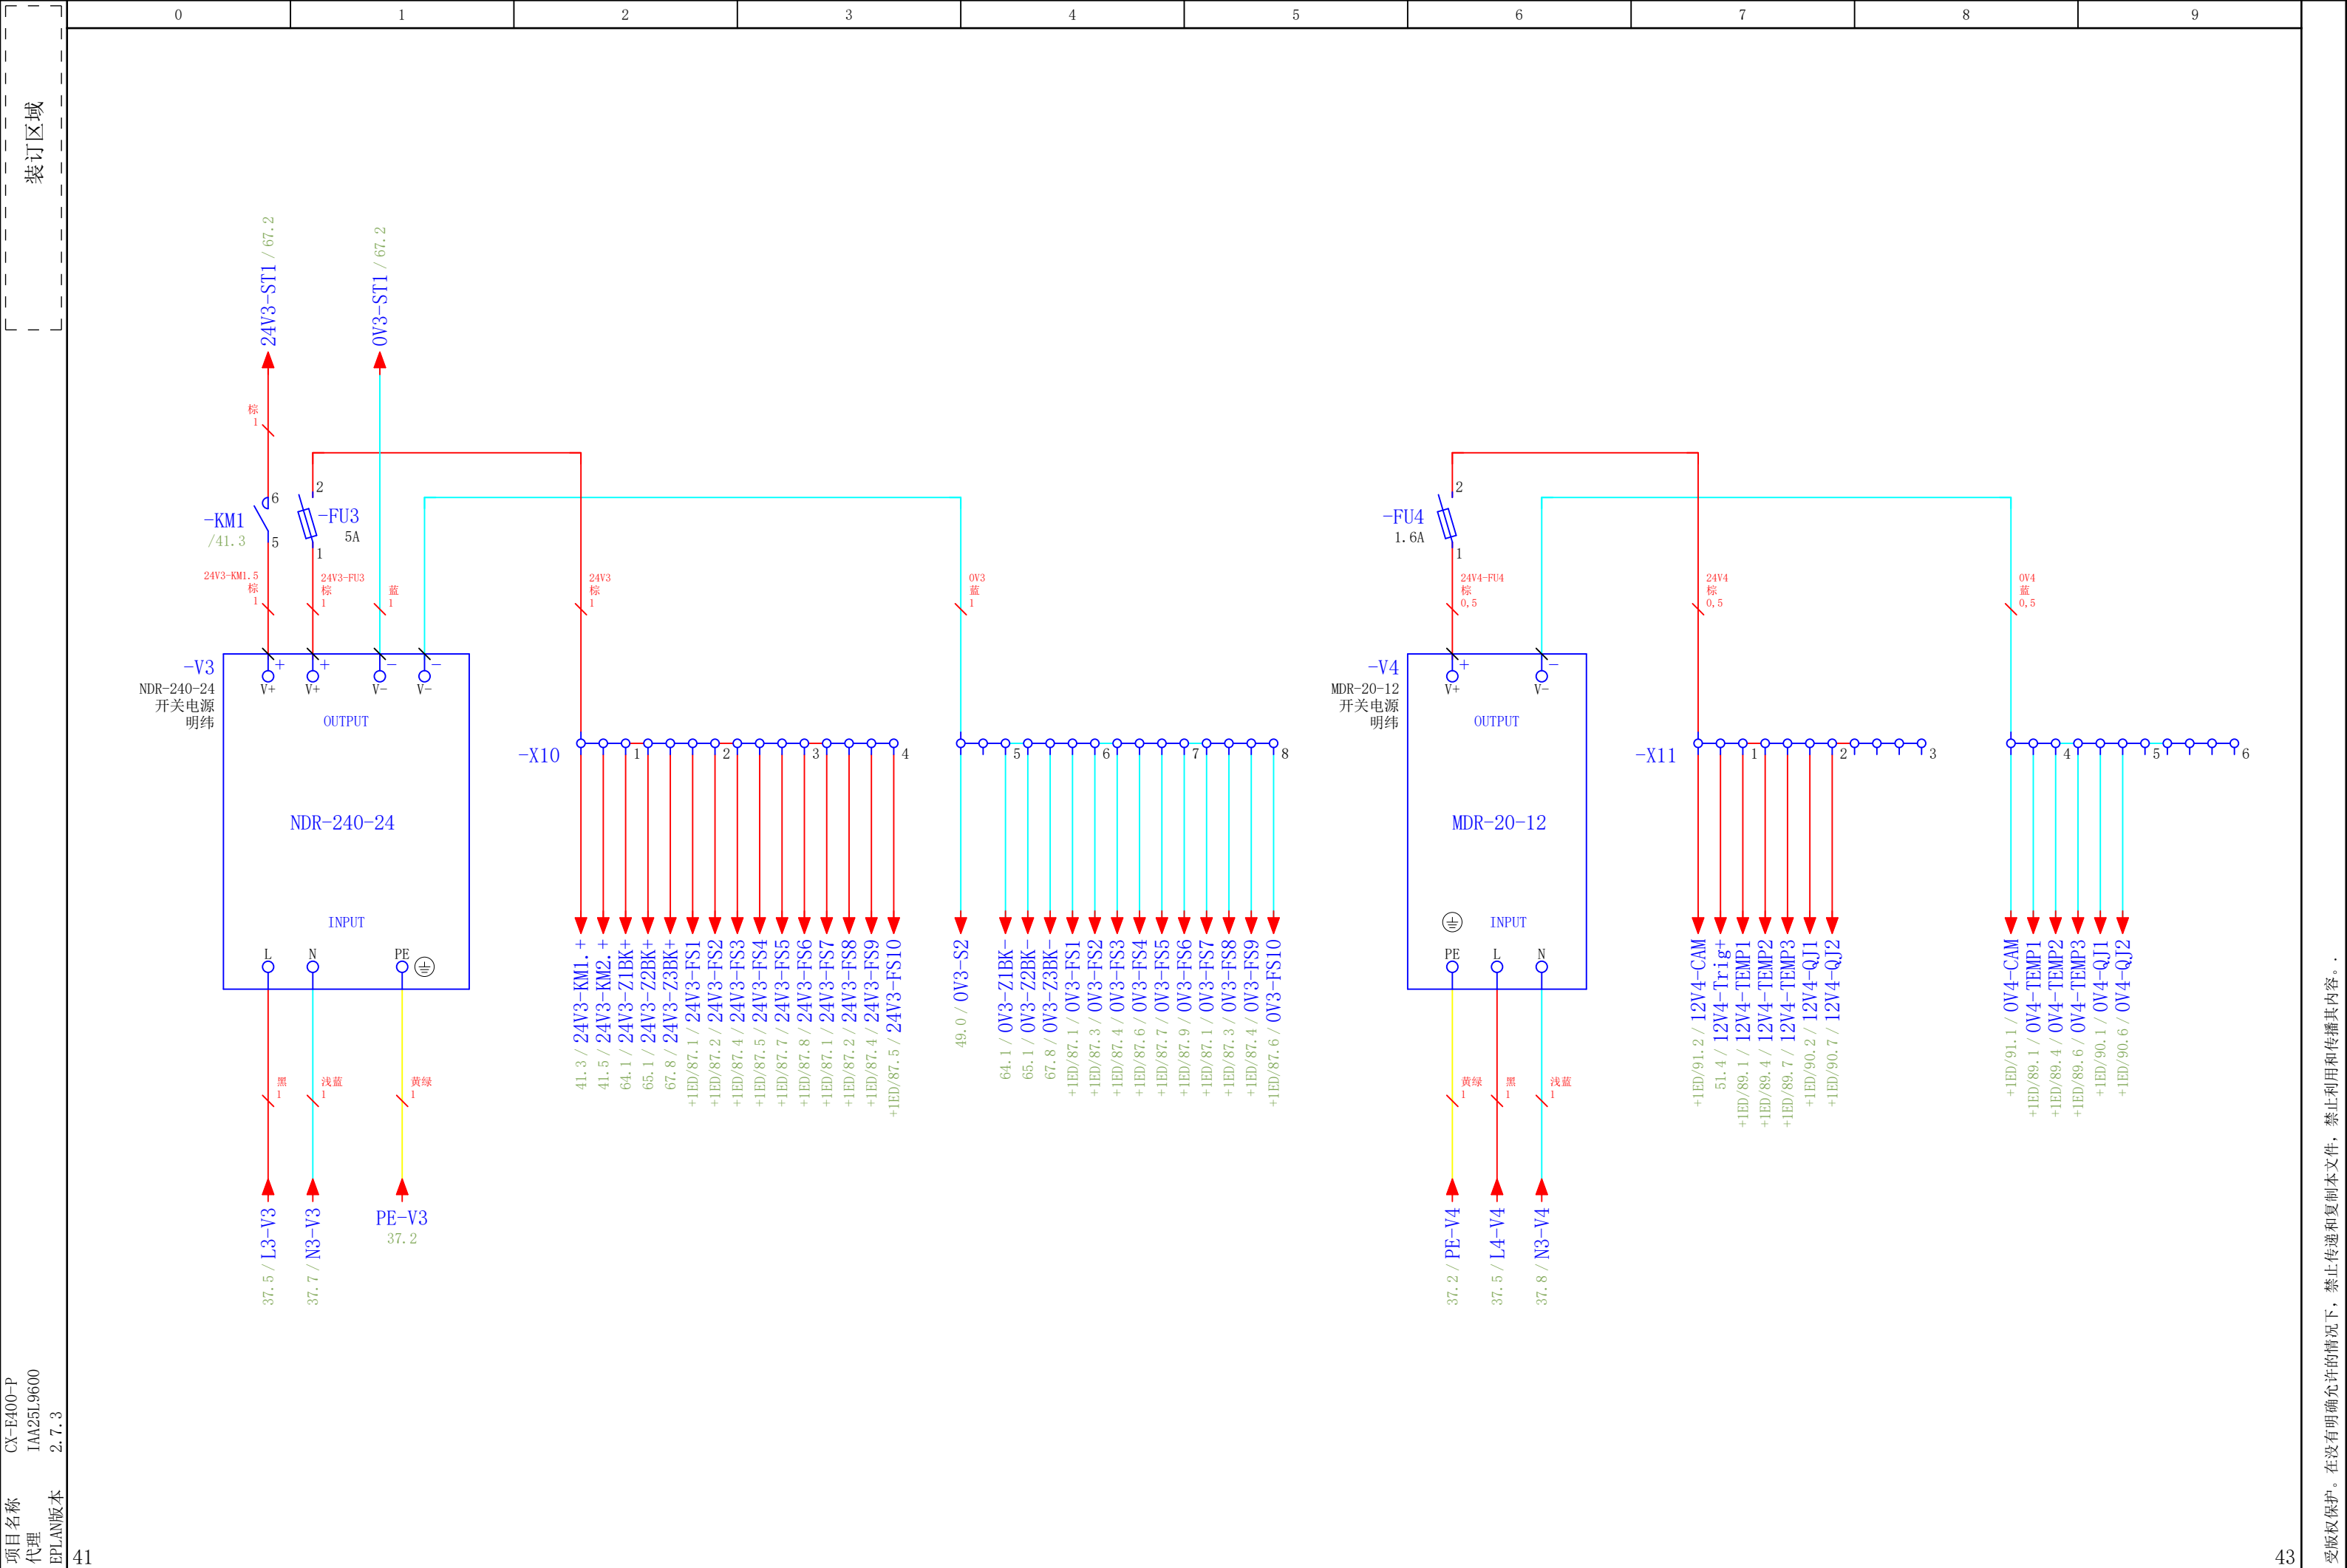 0 1 2 3 4 5 6 7 8 9
装订区域
24V3-ST1 / 67.2
0V3-ST1 / 67.2
棕
1
-KM1
/41.3
6
5
2
-FU3
5A
1
24V3-KM1.5
棕
1
24V3-FU3
棕
1
蓝
1
24V3
棕
1
0V3
蓝
1
-FU4
1.6A
2
1
24V4-FU4
棕
0,5
24V4
棕
0,5
0V4
蓝
0,5
-V3
NDR-240-24
开关电源
明纬
+ + - -
V+ V+ V- V-
OUTPUT
NDR-240-24
INPUT
L N PE
-X10
1 2 3 4
5 6 7 8
-V4
MDR-20-12
开关电源
明纬
+ -
V+ V-
OUTPUT
MDR-20-12
INPUT
PE L N
-X11
1 2 3
4 5 6
41.3 / 24V3-KM1.+
41.5 / 24V3-KM2.+
64.1 / 24V3-Z1BK+
65.1 / 24V3-Z2BK+
67.8 / 24V3-Z3BK+
+1ED/87.1 / 24V3-FS1
+1ED/87.2 / 24V3-FS2
+1ED/87.4 / 24V3-FS3
+1ED/87.5 / 24V3-FS4
+1ED/87.7 / 24V3-FS5
+1ED/87.8 / 24V3-FS6
+1ED/87.1 / 24V3-FS7
+1ED/87.2 / 24V3-FS8
+1ED/87.4 / 24V3-FS9
+1ED/87.5 / 24V3-FS10
49.0 / 0V3-S2
64.1 / 0V3-Z1BK-
65.1 / 0V3-Z2BK-
67.8 / 0V3-Z3BK-
+1ED/87.1 / 0V3-FS1
+1ED/87.3 / 0V3-FS2
+1ED/87.4 / 0V3-FS3
+1ED/87.6 / 0V3-FS4
+1ED/87.7 / 0V3-FS5
+1ED/87.9 / 0V3-FS6
+1ED/87.1 / 0V3-FS7
+1ED/87.3 / 0V3-FS8
+1ED/87.4 / 0V3-FS9
+1ED/87.6 / 0V3-FS10
+1ED/91.2 / 12V4-CAM
51.4 / 12V4-Trig+
+1ED/89.1 / 12V4-TEMP1
+1ED/89.4 / 12V4-TEMP2
+1ED/89.7 / 12V4-TEMP3
+1ED/90.2 / 12V4-QJ1
+1ED/90.7 / 12V4-QJ2
+1ED/91.1 / 0V4-CAM
+1ED/89.1 / 0V4-TEMP1
+1ED/89.4 / 0V4-TEMP2
+1ED/89.6 / 0V4-TEMP3
+1ED/90.1 / 0V4-QJ1
+1ED/90.6 / 0V4-QJ2
黑
1
浅蓝
1
黄绿
1
黄绿
1
黑
1
浅蓝
1
37.5 / L3-V3
37.7 / N3-V3
PE-V3
37.2
37.2 / PE-V4
37.5 / L4-V4
37.8 / N3-V4
项目名称 CX-E400-P
代理 IAA25L9600
EPLAN版本 2.7.3
41
43
受版权保护。在没有明确允许的情况下，禁止传递和复制本文件，禁止利用和传播其内容。.